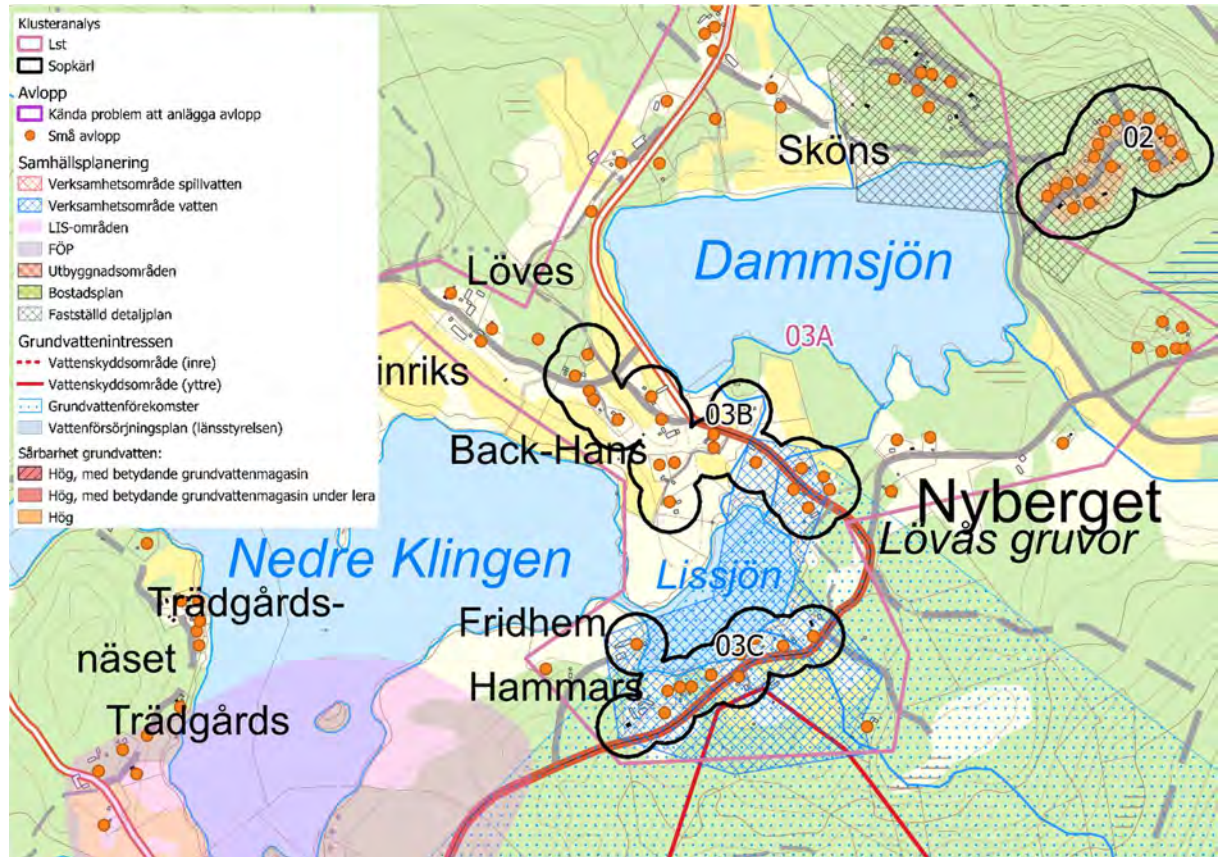 Klusteranalys
Lst
Sopkärl
Avlopp
Kända problem att anlägga avlopp
Små avlopp
Samhällsplanering
Verksamhetsområde spillvatten
Verksamhetsområde vatten
LIS-områden
FÖP
Utbyggnadsområden
Bostadsplan
Fastställd detaljplan
Grundvattenintressen
Vattenskyddsområde (inre)
Vattenskyddsområde (yttre)
Grundvattenförekomster
Vattenförsörjningsplan (länsstyrelsen)
Sårbarhet grundvatten:
Hög, med betydande grundvattenmagasin
Hög, med betydande grundvattenmagasin under lera
Hög
02
Sköns
Dammsjön
Löves
03A
inriks
03B
Back-Hans
Nyberget
Lövås gruvor
Nedre Klingen
Lissjön
Trädgårds-
näset
Fridhem
03C
Hammars
Trädgårds